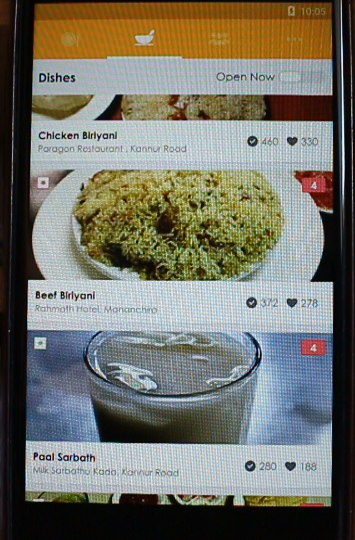 10:05
Dishes
Open Now
Chicken Biriyani
460 330
Paragon Restaurant , Kannur Road
4
Beef Biriyani
372 278
Rahmath Hotel, Mananchira
4
Paal Sarbath
280 188
Milk Sarbathu Kada, Kannur Road